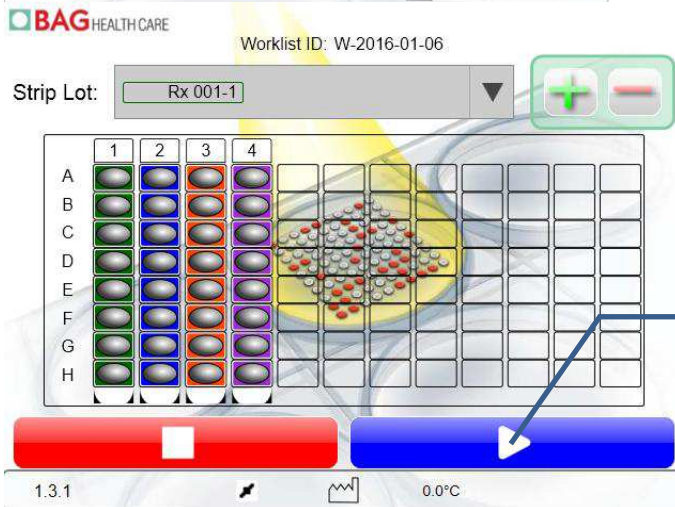 BAG HEALTH CARE
Worklist ID: W-2016-01-06
Strip Lot: Rx 001-1
1 2 3 4
A
B
C
D
E
F
G
H
1.3.1 0.0°C